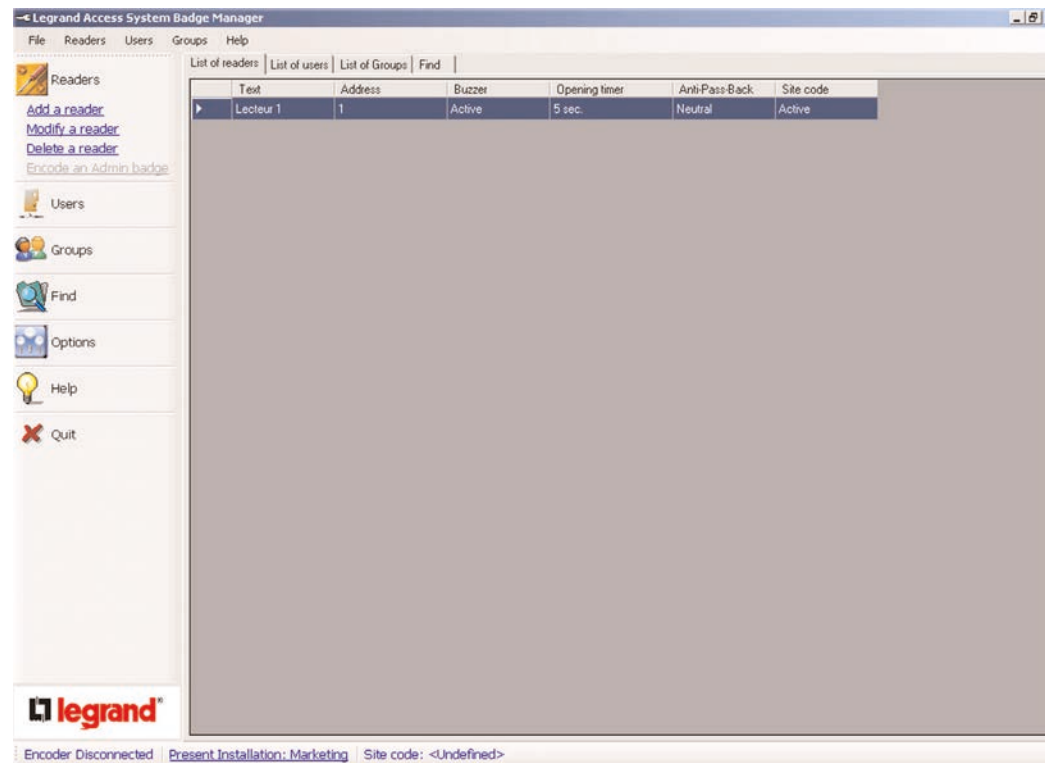 Legrand Access System Badge Manager
File Readers Users Groups Help
List of readers List of users List of Groups Find
Readers
Add a reader
Modify a reader
Delete a reader
Encode an Admin badge
Users
Groups
Find
Options
Help
Quit
Text Address Buzzer Opening timer Anti-Pass-Back Site code
Lecteur 1 1 Active 5 sec. Neutral Active
legrand®
Encoder Disconnected Present Installation: Marketing Site code: <Undefined>